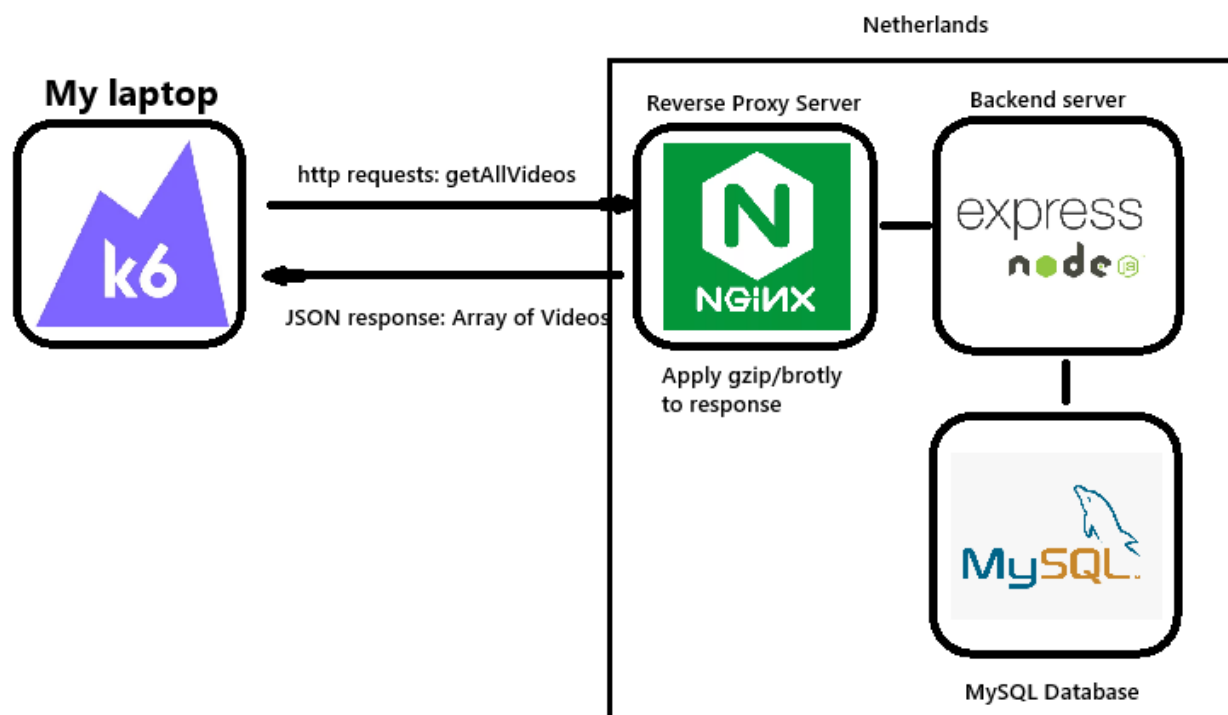 Netherlands
My laptop
Reverse Proxy Server
Backend server
k6
http requests: getAllVideos
N
NGiNX
express
node
JS
JSON response: Array of Videos
Apply gzip/brotly
to response
MySQL
MySQL Database